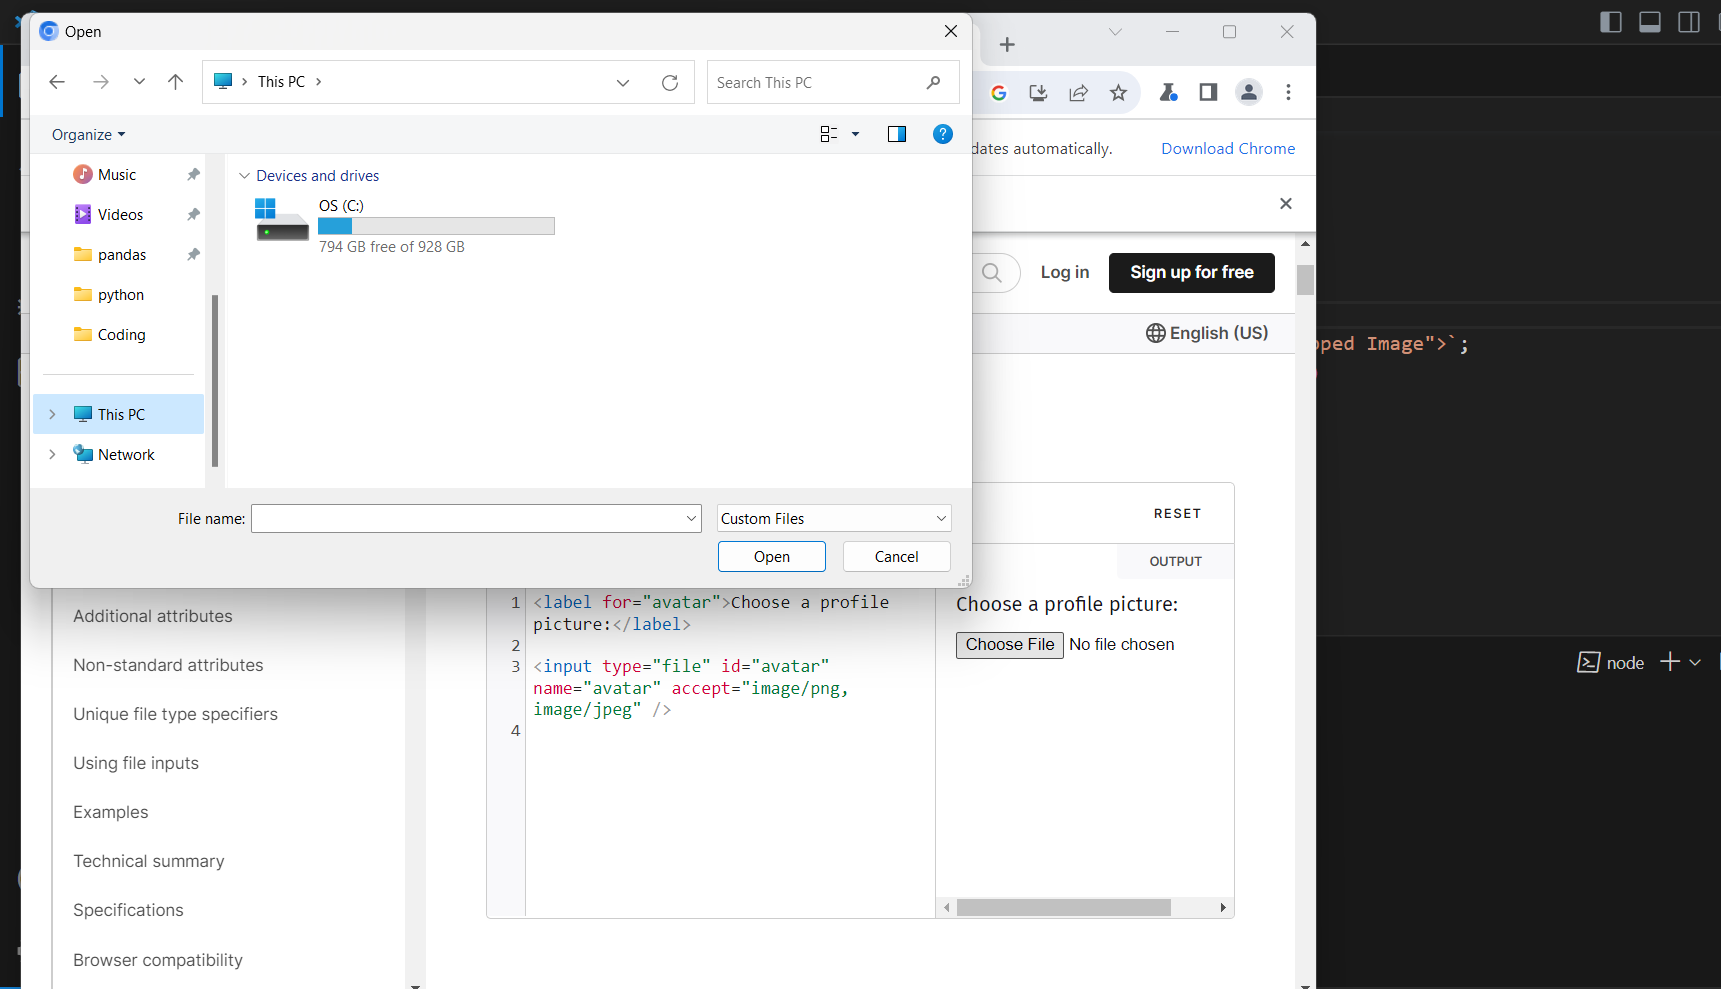 Open
This PC
Search This PC
Organize
Music
Videos
pandas
python
Coding
This PC
Network
Devices and drives
OS (C:)
794 GB free of 928 GB
File name:
Custom Files
Open
Cancel
automatically.
Download Chrome
Log in
Sign up for free
English (US)
Image">`;
RESET
OUTPUT
Additional attributes
Non-standard attributes
Unique file type specifiers
Using file inputs
Examples
Technical summary
Specifications
Browser compatibility
1 <label for="avatar">Choose a profile
picture:</label>
2
3 <input type="file" id="avatar"
name="avatar" accept="image/png,
image/jpeg" />
4
Choose a profile picture:
Choose File No file chosen
node